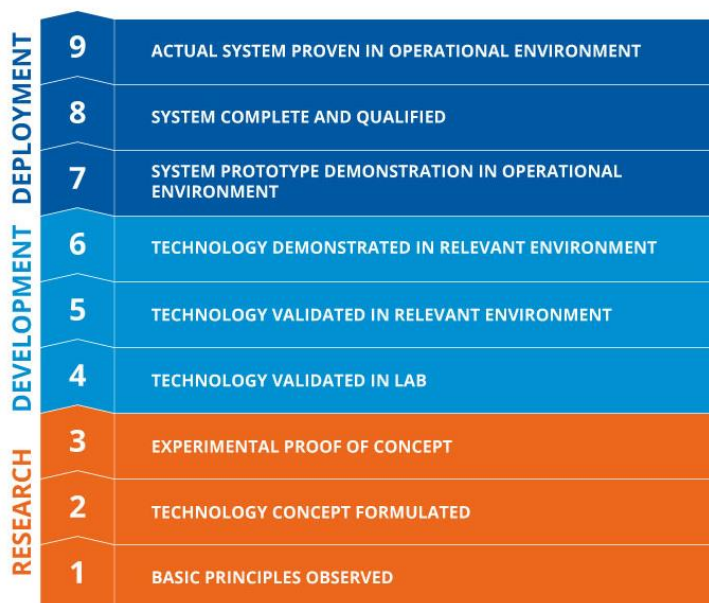 DEPLOYMENT
9
ACTUAL SYSTEM PROVEN IN OPERATIONAL ENVIRONMENT
8
SYSTEM COMPLETE AND QUALIFIED
7
SYSTEM PROTOTYPE DEMONSTRATION IN OPERATIONAL
ENVIRONMENT
DEVELOPMENT
6
TECHNOLOGY DEMONSTRATED IN RELEVANT ENVIRONMENT
5
TECHNOLOGY VALIDATED IN RELEVANT ENVIRONMENT
4
TECHNOLOGY VALIDATED IN LAB
RESEARCH
3
EXPERIMENTAL PROOF OF CONCEPT
2
TECHNOLOGY CONCEPT FORMULATED
1
BASIC PRINCIPLES OBSERVED